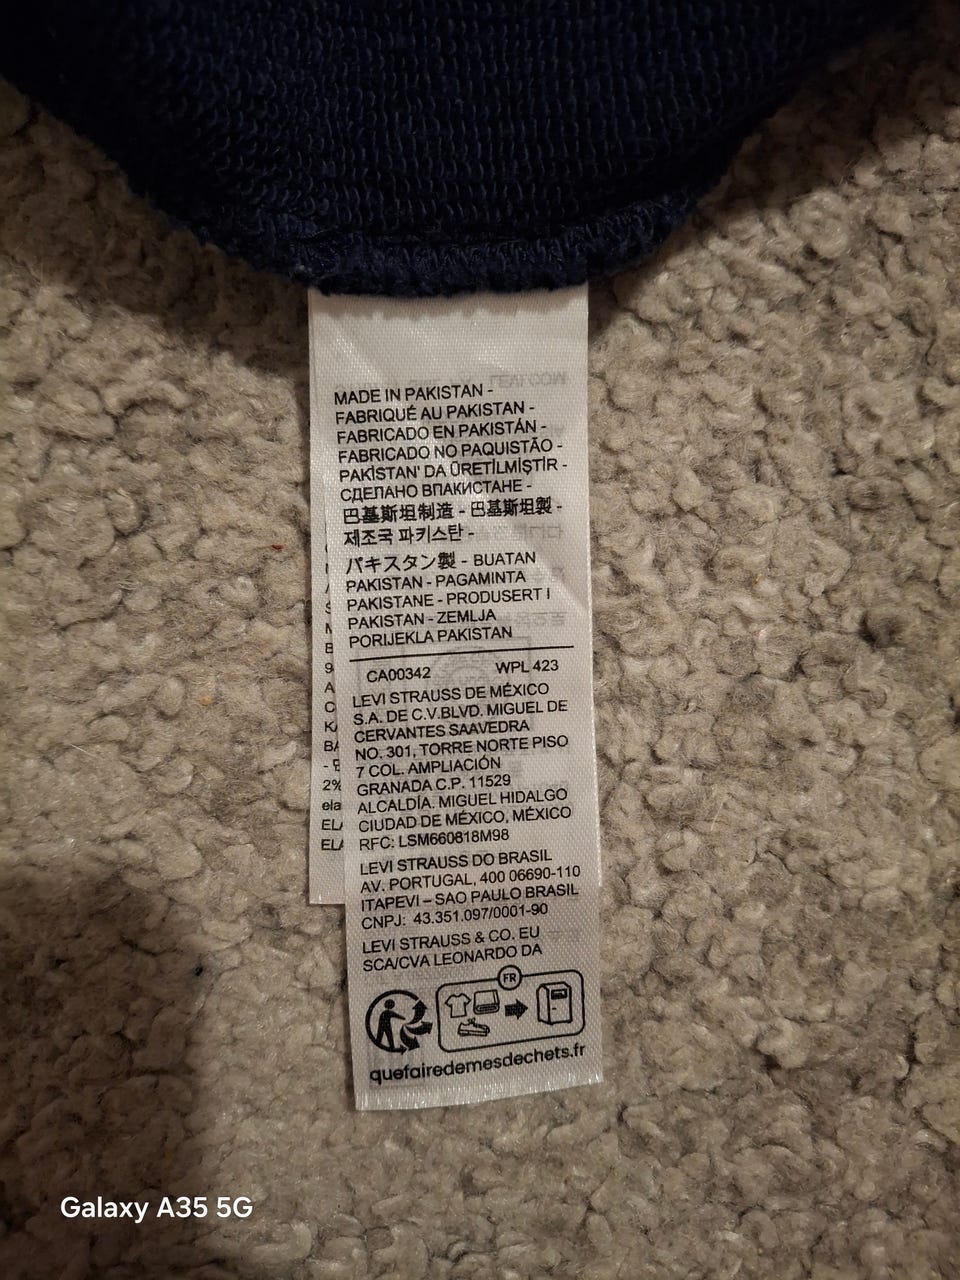 MADE IN PAKISTAN -
FABRIQUÉ AU PAKISTAN -
FABRICADO EN PAKISTÁN -
FABRICADO NO PAQUISTÃO -
PAKİSTAN' DA ÜRETİLMİŞTİR -
СДЕЛАНО ВПАКИСТАНЕ -
巴基斯坦制造 - 巴基斯坦製 -
제조국 파키스탄 -
パキスタン製 - BUATAN
PAKISTAN - PAGAMINTA
PAKISTANE - PRODUSERT I
PAKISTAN - ZEMLJA
PORIJEKLA PAKISTAN
CA00342 WPL 423
LEVI STRAUSS DE MÉXICO
S.A. DE C.V.BLVD. MIGUEL DE
CERVANTES SAAVEDRA
NO. 301, TORRE NORTE PISO
7 COL. AMPLIACIÓN
GRANADA C.P. 11529
ALCALDÍA. MIGUEL HIDALGO
CIUDAD DE MÉXICO, MÉXICO
RFC: LSM660818M98
LEVI STRAUSS DO BRASIL
AV. PORTUGAL, 400 06690-110
ITAPEVI – SAO PAULO BRASIL
CNPJ: 43.351.097/0001-90
LEVI STRAUSS & CO. EU
SCA/CVA LEONARDO DA
FR
quefairedemesdechets.fr
2%
Galaxy A35 5G